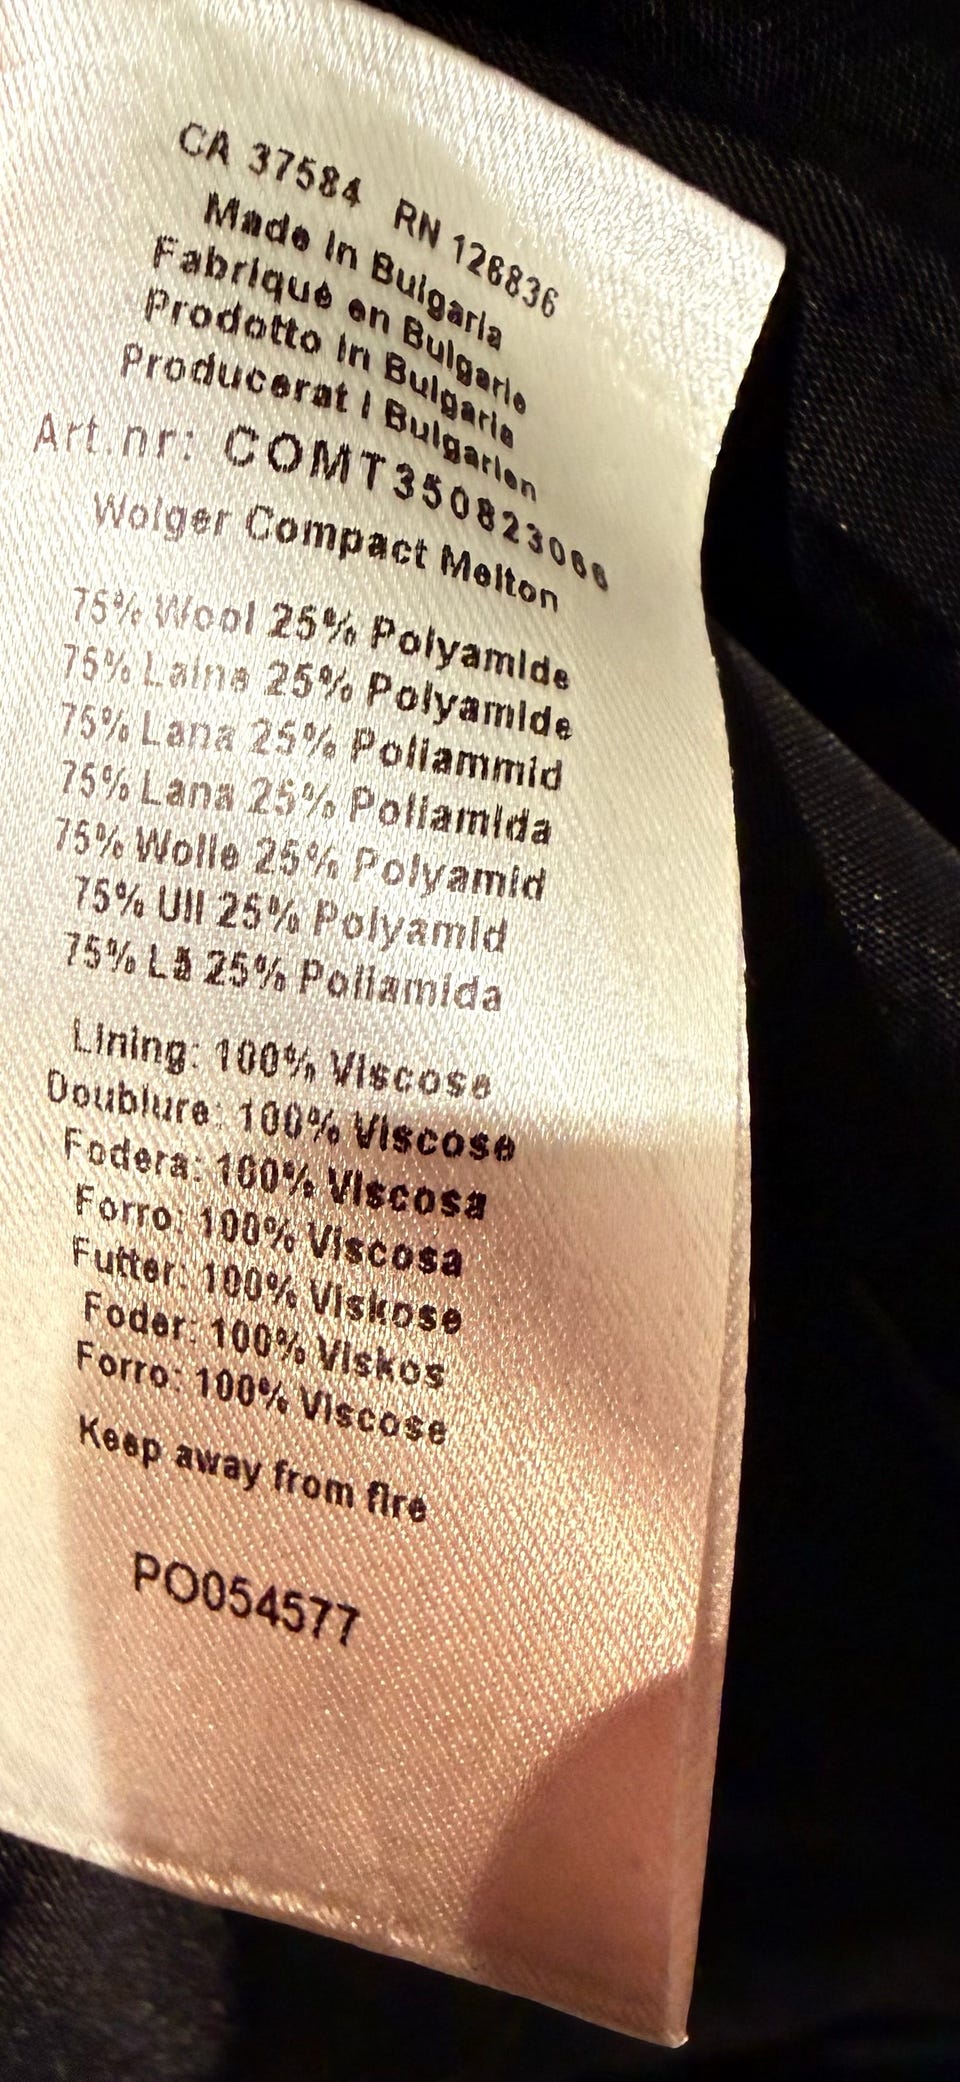 CA 37584 RN 126836
Made in Bulgaria
Fabriqué en Bulgarie
Prodotto in Bulgaria
Producerat i Bulgarien
Art.nr: COMT350823066
Wolger Compact Melton
75% Wool 25% Polyamide
75% Laine 25% Polyamide
75% Lana 25% Poliammid
75% Lana 25% Poliamida
75% Wolle 25% Polyamid
75% Ull 25% Polyamid
75% Lã 25% Poliamida
Lining: 100% Viscose
Doublure: 100% Viscose
Fodera: 100% Viscosa
Forro: 100% Viscosa
Futter: 100% Viskose
Foder: 100% Viskos
Forro: 100% Viscose
Keep away from fire
PO054577